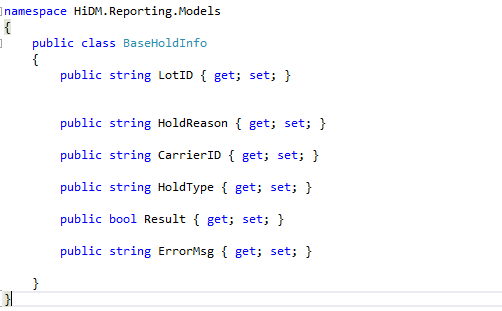 namespace HiDM.Reporting.Models
{
public class BaseHoldInfo
{
public string LotID { get; set; }
public string HoldReason { get; set; }
public string CarrierID { get; set; }
public string HoldType { get; set; }
public bool Result { get; set; }
public string ErrorMsg { get; set; }
}
}